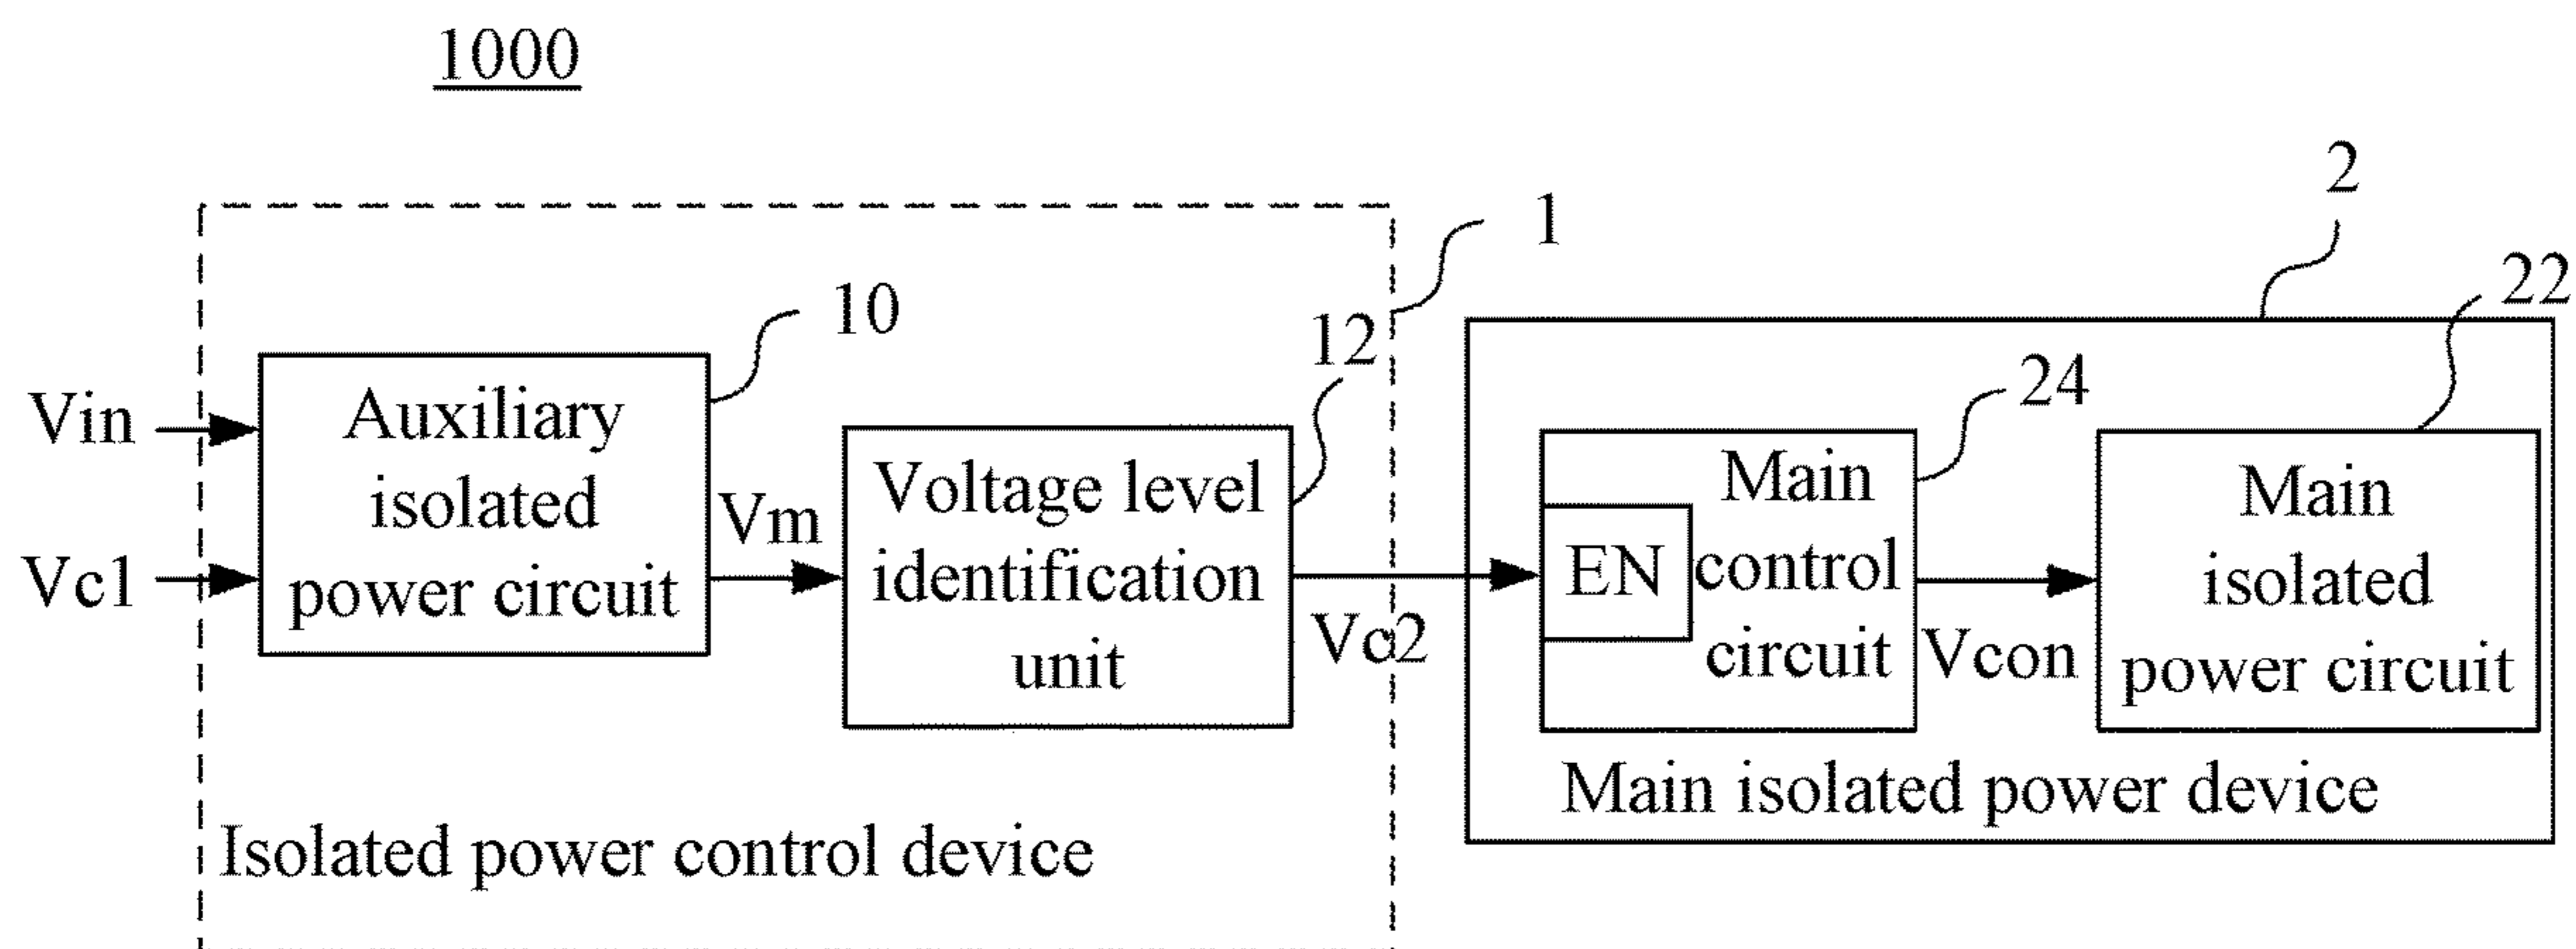 1000
2
1
22
10
12
24
Vin
Auxiliary
isolated
power circuit
Vc1
Vm
Voltage level
identification
unit
Vc2
EN
Main
control
circuit
Vcon
Main
isolated
power circuit
Main isolated power device
Isolated power control device